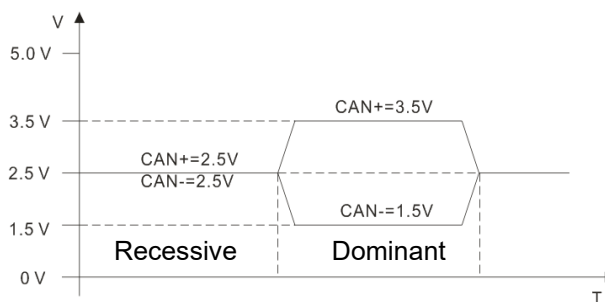 V
5.0 V
3.5 V
CAN+=3.5V
CAN+=2.5V
2.5 V
CAN-=2.5V
CAN-=1.5V
1.5 V
Recessive Dominant
0 V
T